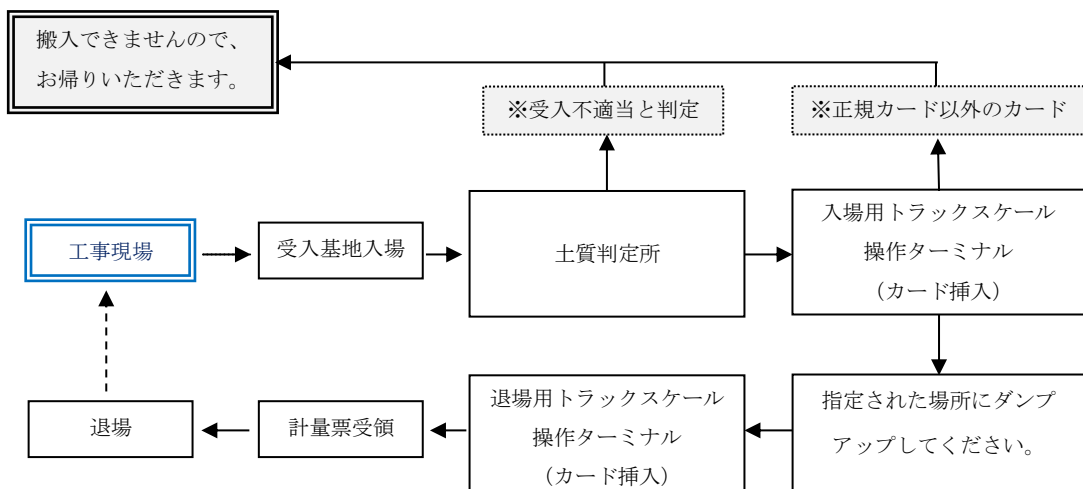 搬入できませんので、
お帰りいただきます。
※受入不適当と判定
※正規カード以外のカード
工事現場
受入基地入場
土質判定所
入場用トラックスケール
操作ターミナル
（カード挿入）
退場
計量票受領
退場用トラックスケール
操作ターミナル
（カード挿入）
指定された場所にダンプ
アップしてください。